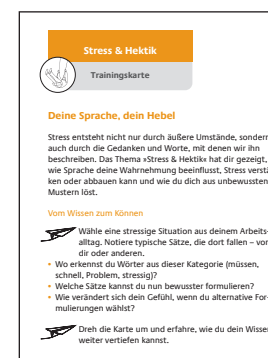 Stress & Hektik
Trainingskarte
Deine Sprache, dein Hebel
Stress entsteht nicht nur durch äußere Umstände, sondern
auch durch die Gedanken und Worte, mit denen wir ihn
beschreiben. Das Thema »Stress & Hektik« hat dir gezeigt,
wie Sprache deine Wahrnehmung beeinflusst, Stress verstä
ken oder abbauen kann und wie du dich aus unbewussten
Mustern löst.
Vom Wissen zum Können
Wähle eine stressige Situation aus deinem Arbeits-
alltag. Notiere typische Sätze, die dort fallen – von
dir oder anderen.
• Wo erkennst du Wörter aus dieser Kategorie (müssen,
schnell, Problem, stressig)?
• Welche Sätze kannst du nun bewusster formulieren?
• Wie verändert sich dein Gefühl, wenn du alternative For-
mulierungen wählst?
Dreh die Karte um und erfahre, wie du dein Wissen
weiter vertiefen kannst.